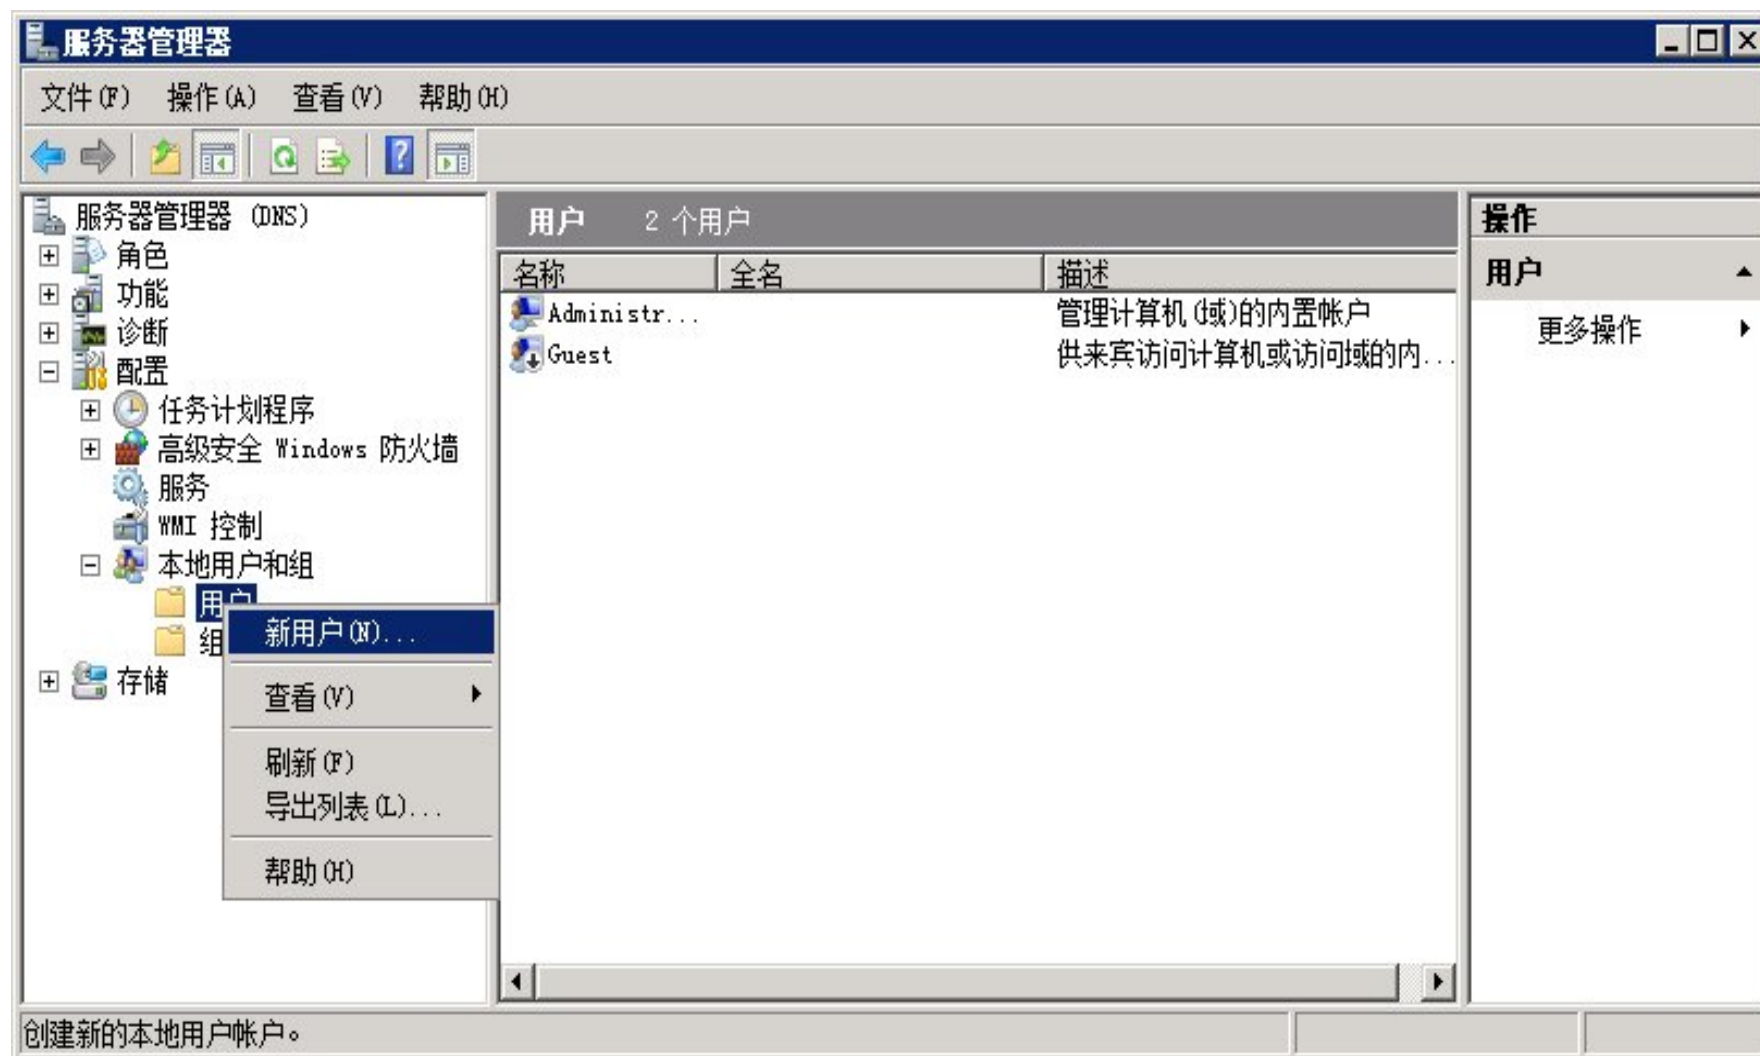 服务器管理器
文件(F) 操作(A) 查看(V) 帮助(H)
服务器管理器 (DNS)
角色
功能
诊断
配置
任务计划程序
高级安全 Windows 防火墙
服务
WMI 控制
本地用户和组
用户
组
存储
新用户(N)...
查看(V)
刷新(F)
导出列表(L)...
帮助(H)
用户 2 个用户
名称 全名 描述
Administr... 管理计算机(域)的内置帐户
Guest 供来宾访问计算机或访问域的内...
操作
用户
更多操作
创建新的本地用户帐户。